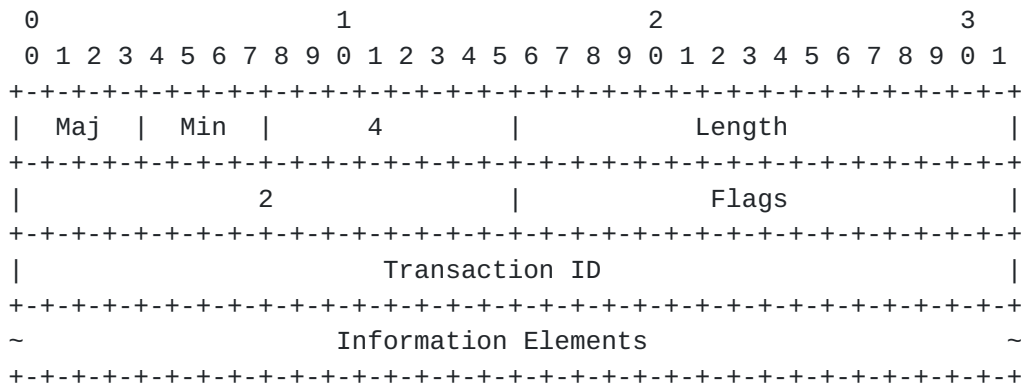 0                   1                   2                   3
 0 1 2 3 4 5 6 7 8 9 0 1 2 3 4 5 6 7 8 9 0 1 2 3 4 5 6 7 8 9 0 1
+-+-+-+-+-+-+-+-+-+-+-+-+-+-+-+-+-+-+-+-+-+-+-+-+-+-+-+-+-+-+-+-+
|  Maj  |  Min  |      4        |           Length              |
+-+-+-+-+-+-+-+-+-+-+-+-+-+-+-+-+-+-+-+-+-+-+-+-+-+-+-+-+-+-+-+-+
|               2               |            Flags              |
+-+-+-+-+-+-+-+-+-+-+-+-+-+-+-+-+-+-+-+-+-+-+-+-+-+-+-+-+-+-+-+-+
|                       Transaction ID                          |
+-+-+-+-+-+-+-+-+-+-+-+-+-+-+-+-+-+-+-+-+-+-+-+-+-+-+-+-+-+-+-+-+
~                    Information Elements                       ~
+-+-+-+-+-+-+-+-+-+-+-+-+-+-+-+-+-+-+-+-+-+-+-+-+-+-+-+-+-+-+-+-+